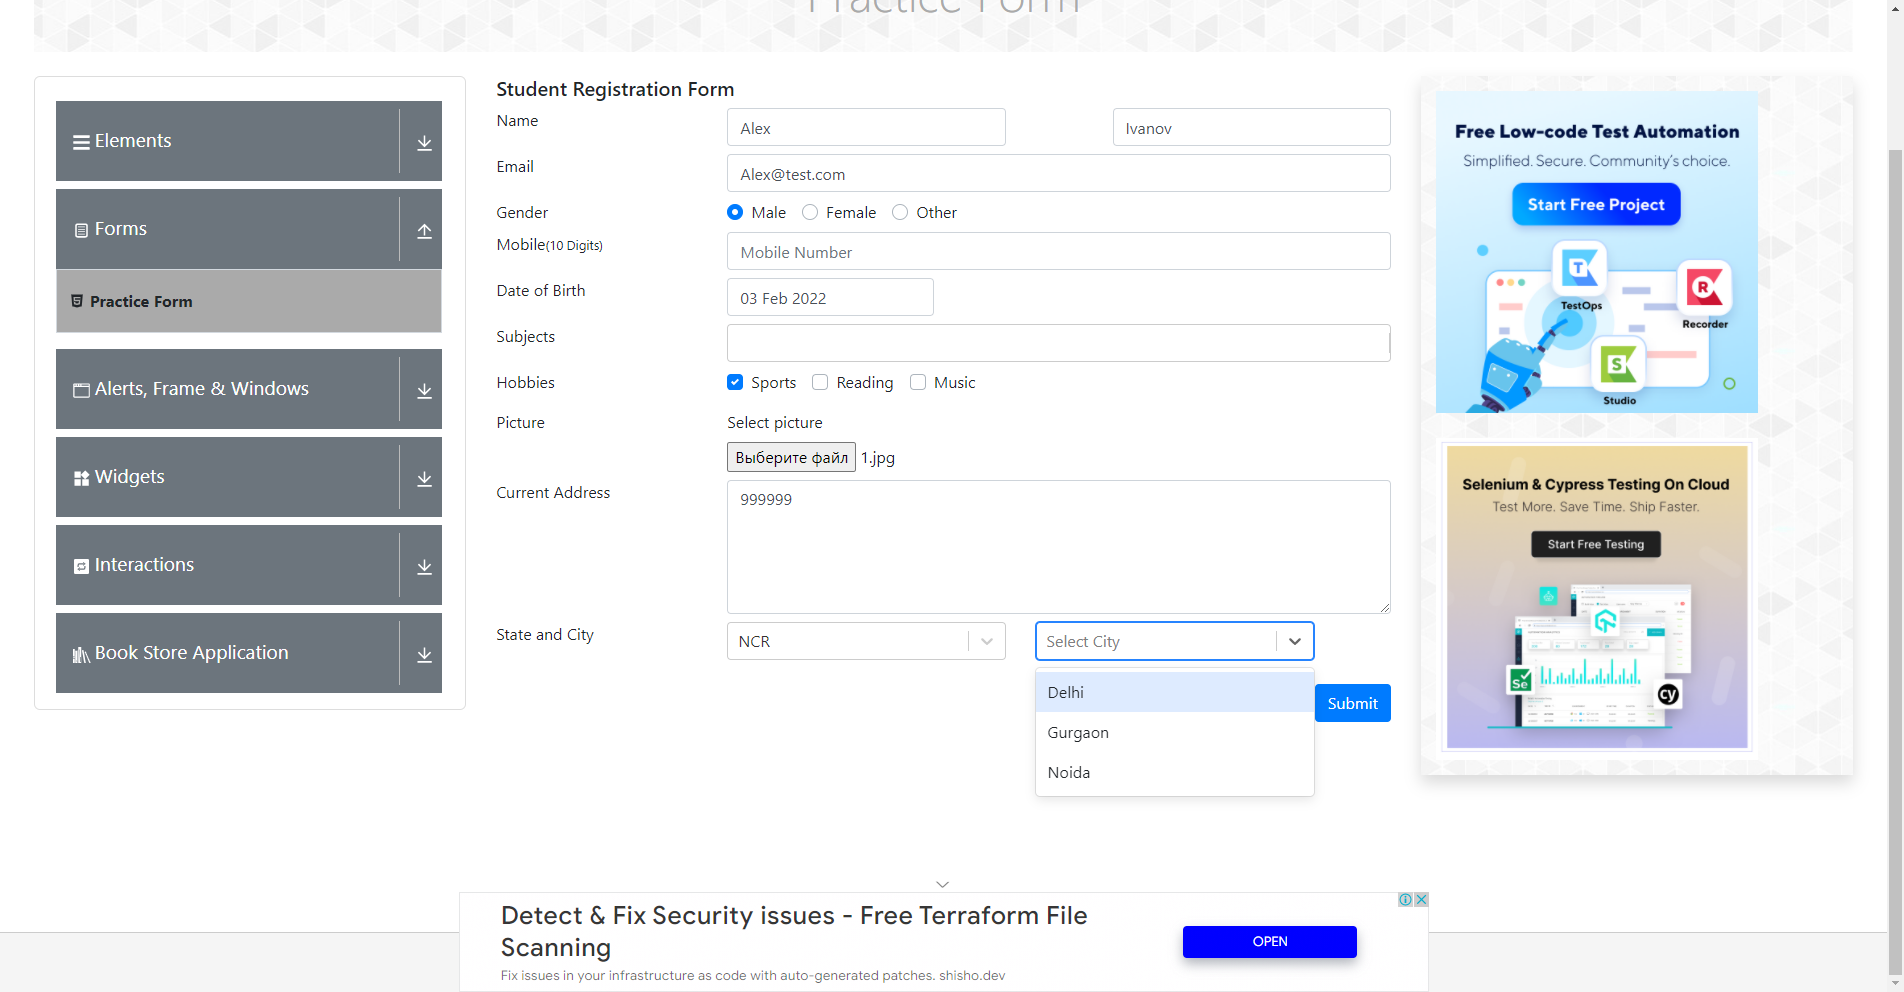 Practice Form
Elements
Forms
Practice Form
Alerts, Frame & Windows
Widgets
Interactions
Book Store Application
Student Registration Form
Name
Alex
Ivanov
Email
Alex@test.com
Gender
Male
Female
Other
Mobile(10 Digits)
Mobile Number
Date of Birth
03 Feb 2022
Subjects
Hobbies
Sports
Reading
Music
Picture
Select picture
Выберите файл 1.jpg
Current Address
999999
State and City
NCR
Select City
Delhi
Gurgaon
Noida
Submit
Free Low-code Test Automation
Simplified. Secure. Community's choice.
Start Free Project
TestOps
Recorder
Studio
Selenium & Cypress Testing On Cloud
Test More. Save Time. Ship Faster.
Start Free Testing
Se
cy
Detect & Fix Security issues - Free Terraform File
Scanning
Fix issues in your infrastructure as code with auto-generated patches. shisho.dev
OPEN